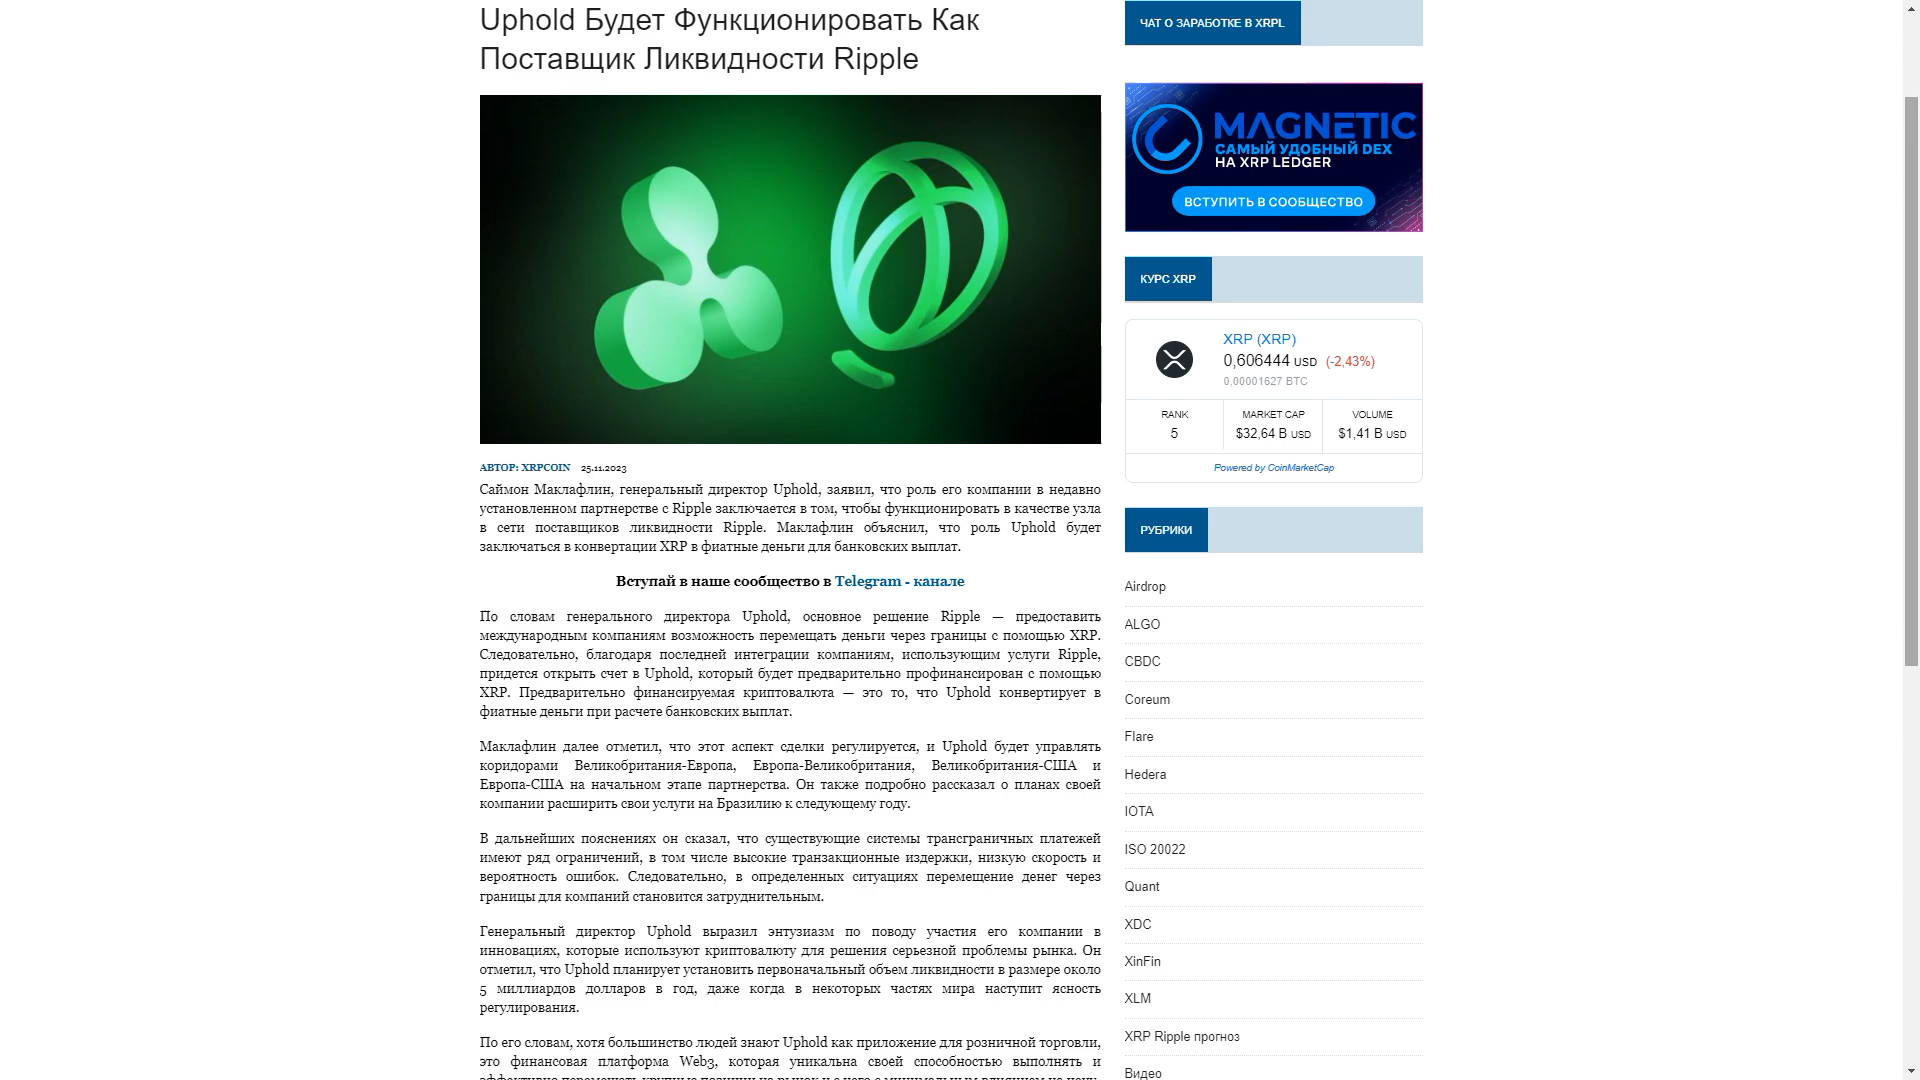 Uphold Будет Функционировать Как
Поставщик Ликвидности Ripple
АВТОР: XRPCOIN 25.11.2023
Саймон Маклафлин, генеральный директор Uphold, заявил, что роль его компании в недавно
установленном партнерстве с Ripple заключается в том, чтобы функционировать в качестве узла
в сети поставщиков ликвидности Ripple. Маклафлин объяснил, что роль Uphold будет
заключаться в конвертации XRP в фиатные деньги для банковских выплат.
Вступай в наше сообщество в Telegram - канале
По словам генерального директора Uphold, основное решение Ripple — предоставить
международным компаниям возможность перемещать деньги через границы с помощью XRP.
Следовательно, благодаря последней интеграции компаниям, использующим услуги Ripple,
придется открыть счет в Uphold, который будет предварительно профинансирован с помощью
XRP. Предварительно финансируемая криптовалюта — это то, что Uphold конвертирует в
фиатные деньги при расчете банковских выплат.
Маклафлин далее отметил, что этот аспект сделки регулируется, и Uphold будет управлять
коридорами Великобритания-Европа, Европа-Великобритания, Великобритания-США и
Европа-США на начальном этапе партнерства. Он также подробно рассказал о планах своей
компании расширить свои услуги на Бразилию к следующему году.
В дальнейших пояснениях он сказал, что существующие системы трансграничных платежей
имеют ряд ограничений, в том числе высокие транзакционные издержки, низкую скорость и
вероятность ошибок. Следовательно, в определенных ситуациях перемещение денег через
границы для компаний становится затруднительным.
Генеральный директор Uphold выразил энтузиазм по поводу участия его компании в
инновациях, которые используют криптовалюту для решения серьезной проблемы рынка. Он
отметил, что Uphold планирует установить первоначальный объем ликвидности в размере около
5 миллиардов долларов в год, даже когда в некоторых частях мира наступит ясность
регулирования.
По его словам, хотя большинство людей знают Uphold как приложение для розничной торговли,
это финансовая платформа Web3, которая уникальна своей способностью выполнять и
эффективно перемещать крупные позиции на рынок и с него с минимальным влиянием на цену.
ЧАТ О ЗАРАБОТКЕ В XRPL
MAGNETIC
САМЫЙ УДОБНЫЙ DEX
НА XRP LEDGER
ВСТУПИТЬ В СООБЩЕСТВО
КУРС XRP
XRP (XRP)
0,606444 USD (-2,43%)
0,00001627 BTC
RANK
5
MARKET CAP
$32,64 B USD
VOLUME
$1,41 B USD
Powered by CoinMarketCap
РУБРИКИ
Airdrop
ALGO
CBDC
Coreum
Flare
Hedera
IOTA
ISO 20022
Quant
XDC
XinFin
XLM
XRP Ripple прогноз
Видео